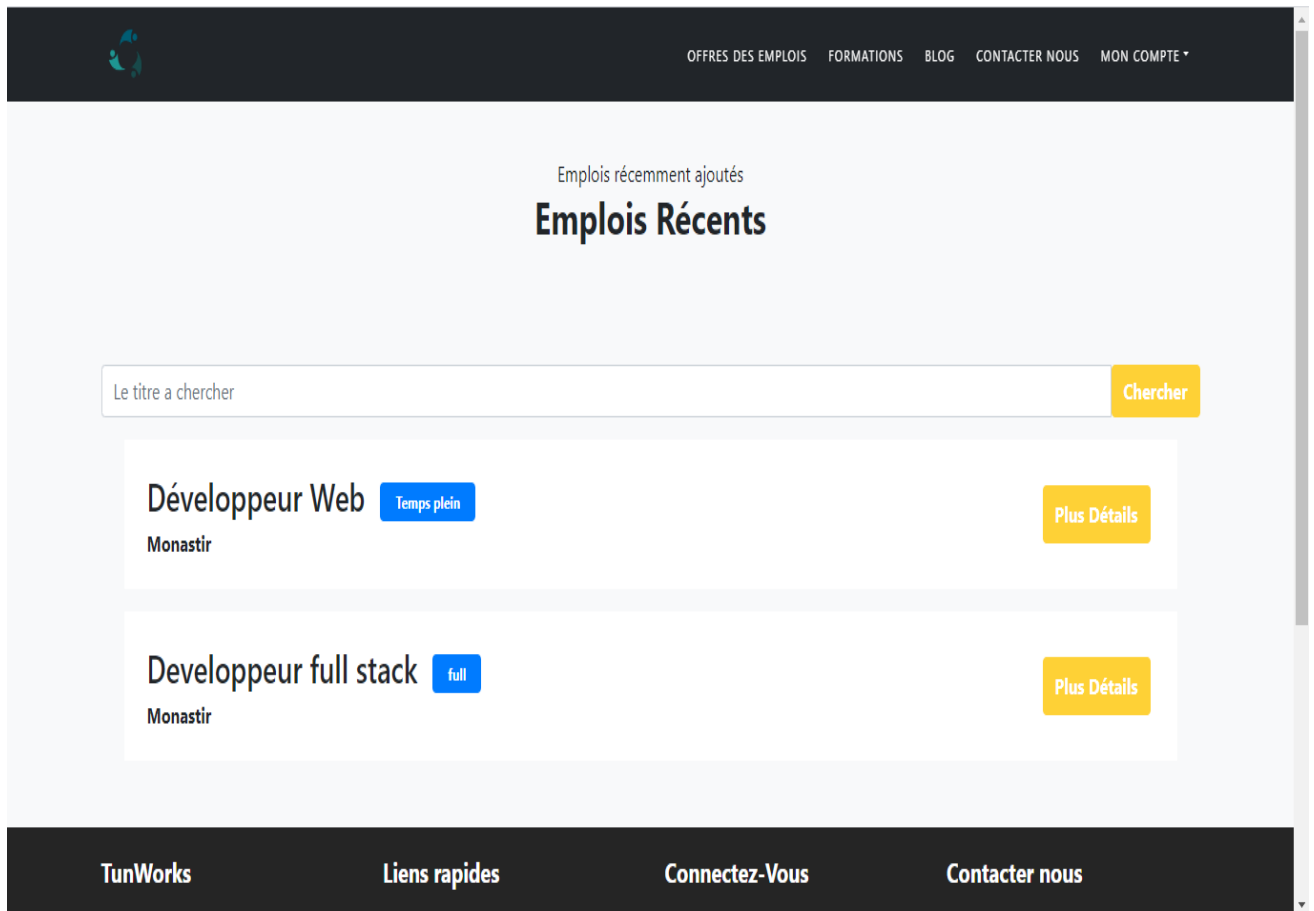 OFFRES DES EMPLOIS FORMATIONS BLOG CONTACTER NOUS MON COMPTE
Emplois récemment ajoutés
Emplois Récents
Le titre a chercher Chercher
Développeur Web Temps plein
Monastir
Plus Détails
Developpeur full stack full
Monastir
Plus Détails
TunWorks Liens rapides Connectez-Vous Contacter nous